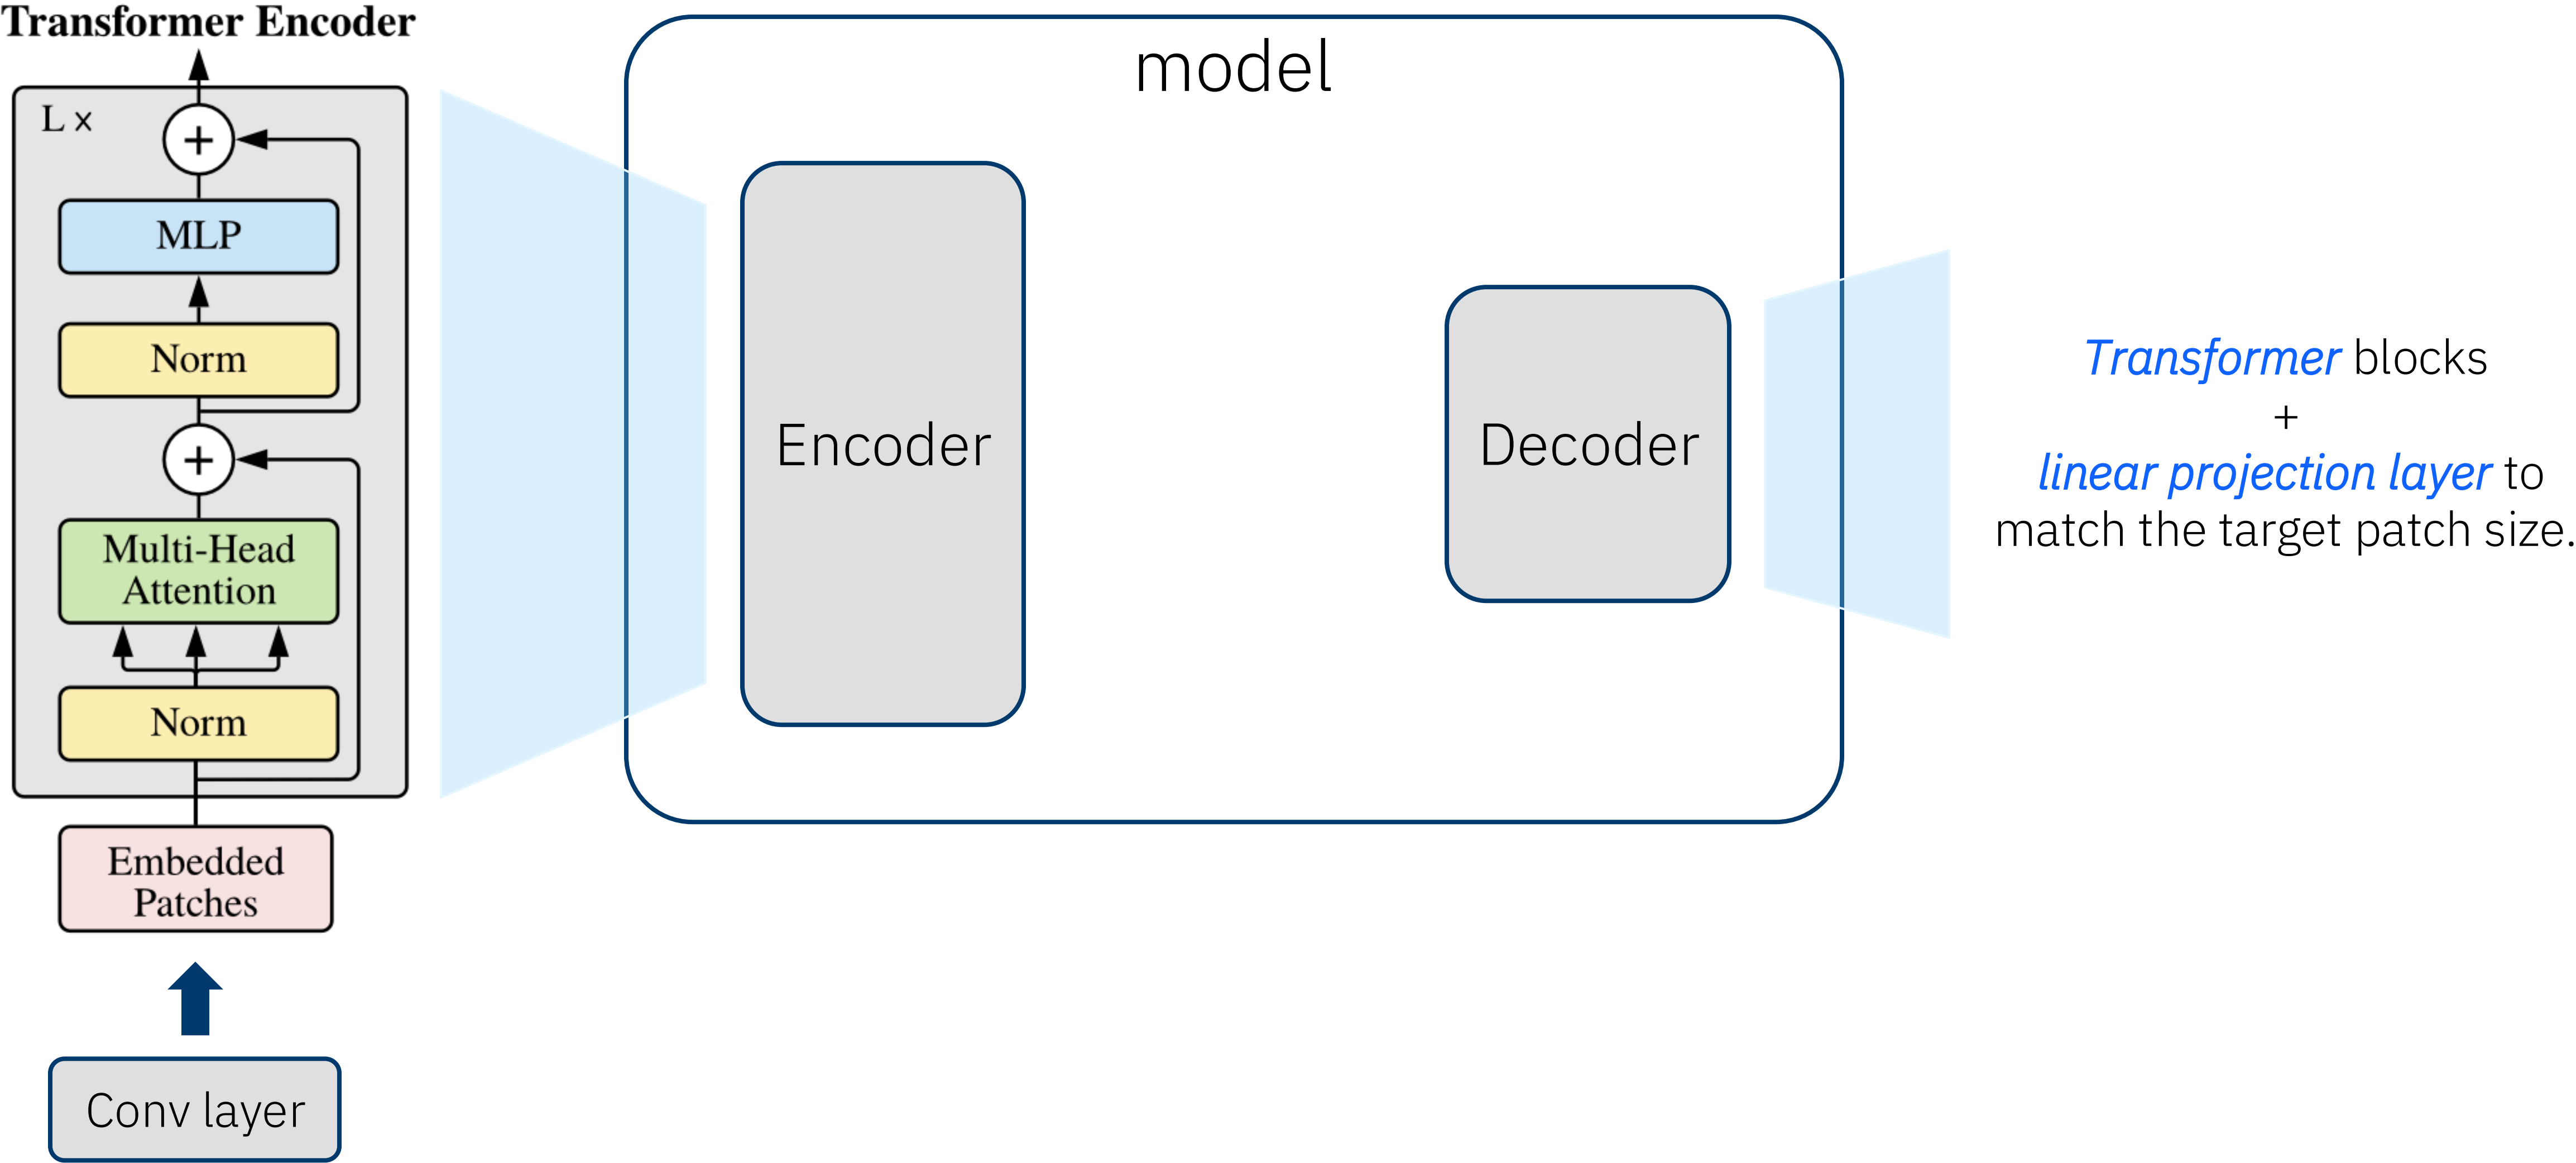 Transformer Encoder
L ×
+
MLP
Norm
+
Multi-Head
Attention
Norm
Embedded
Patches
Conv layer
model
Encoder
Decoder
Transformer blocks
+
linear projection layer to
match the target patch size.